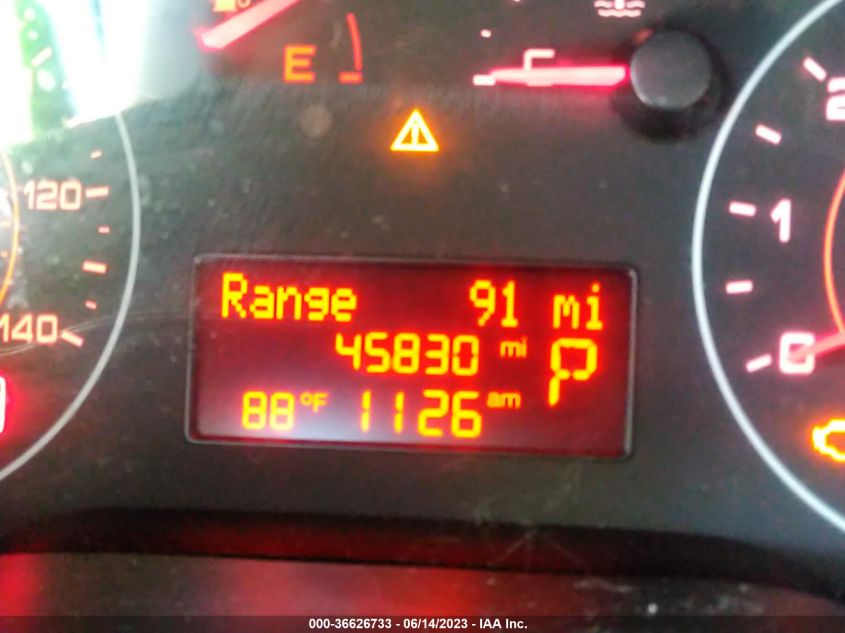 E
C
120
140
2
1
0
Range 91 mi
45830 mi P
88°F 1126 am
000-36626733 - 06/14/2023 - IAA Inc.